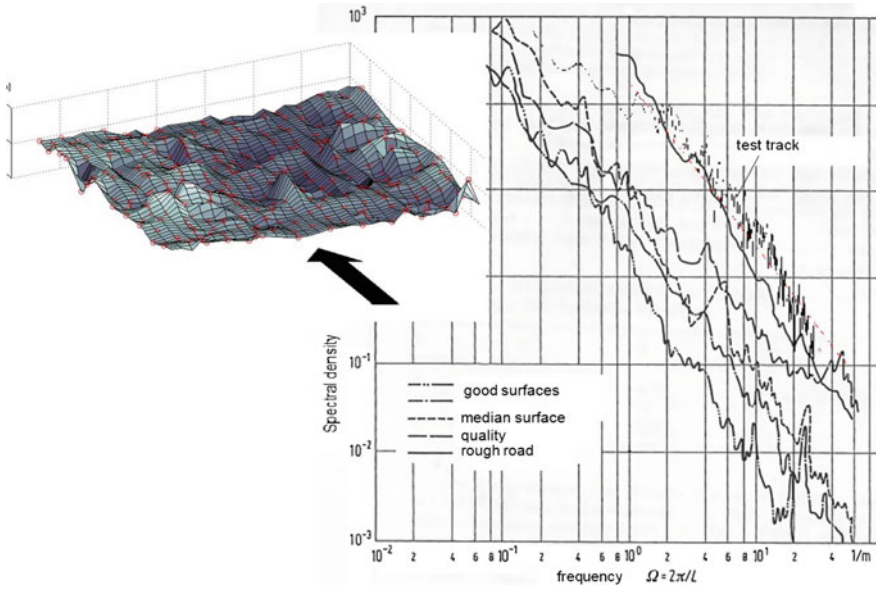 10³
test track
Spectral density
10⁻¹
good surfaces
median surface
quality
rough road
10⁻²
10⁻³
10⁻² 2 4 6 8 10⁻¹ 2 4 6 8 10⁰ 2 4 6 8 10¹ 2 4 1/m
frequency Ω = 2π/L